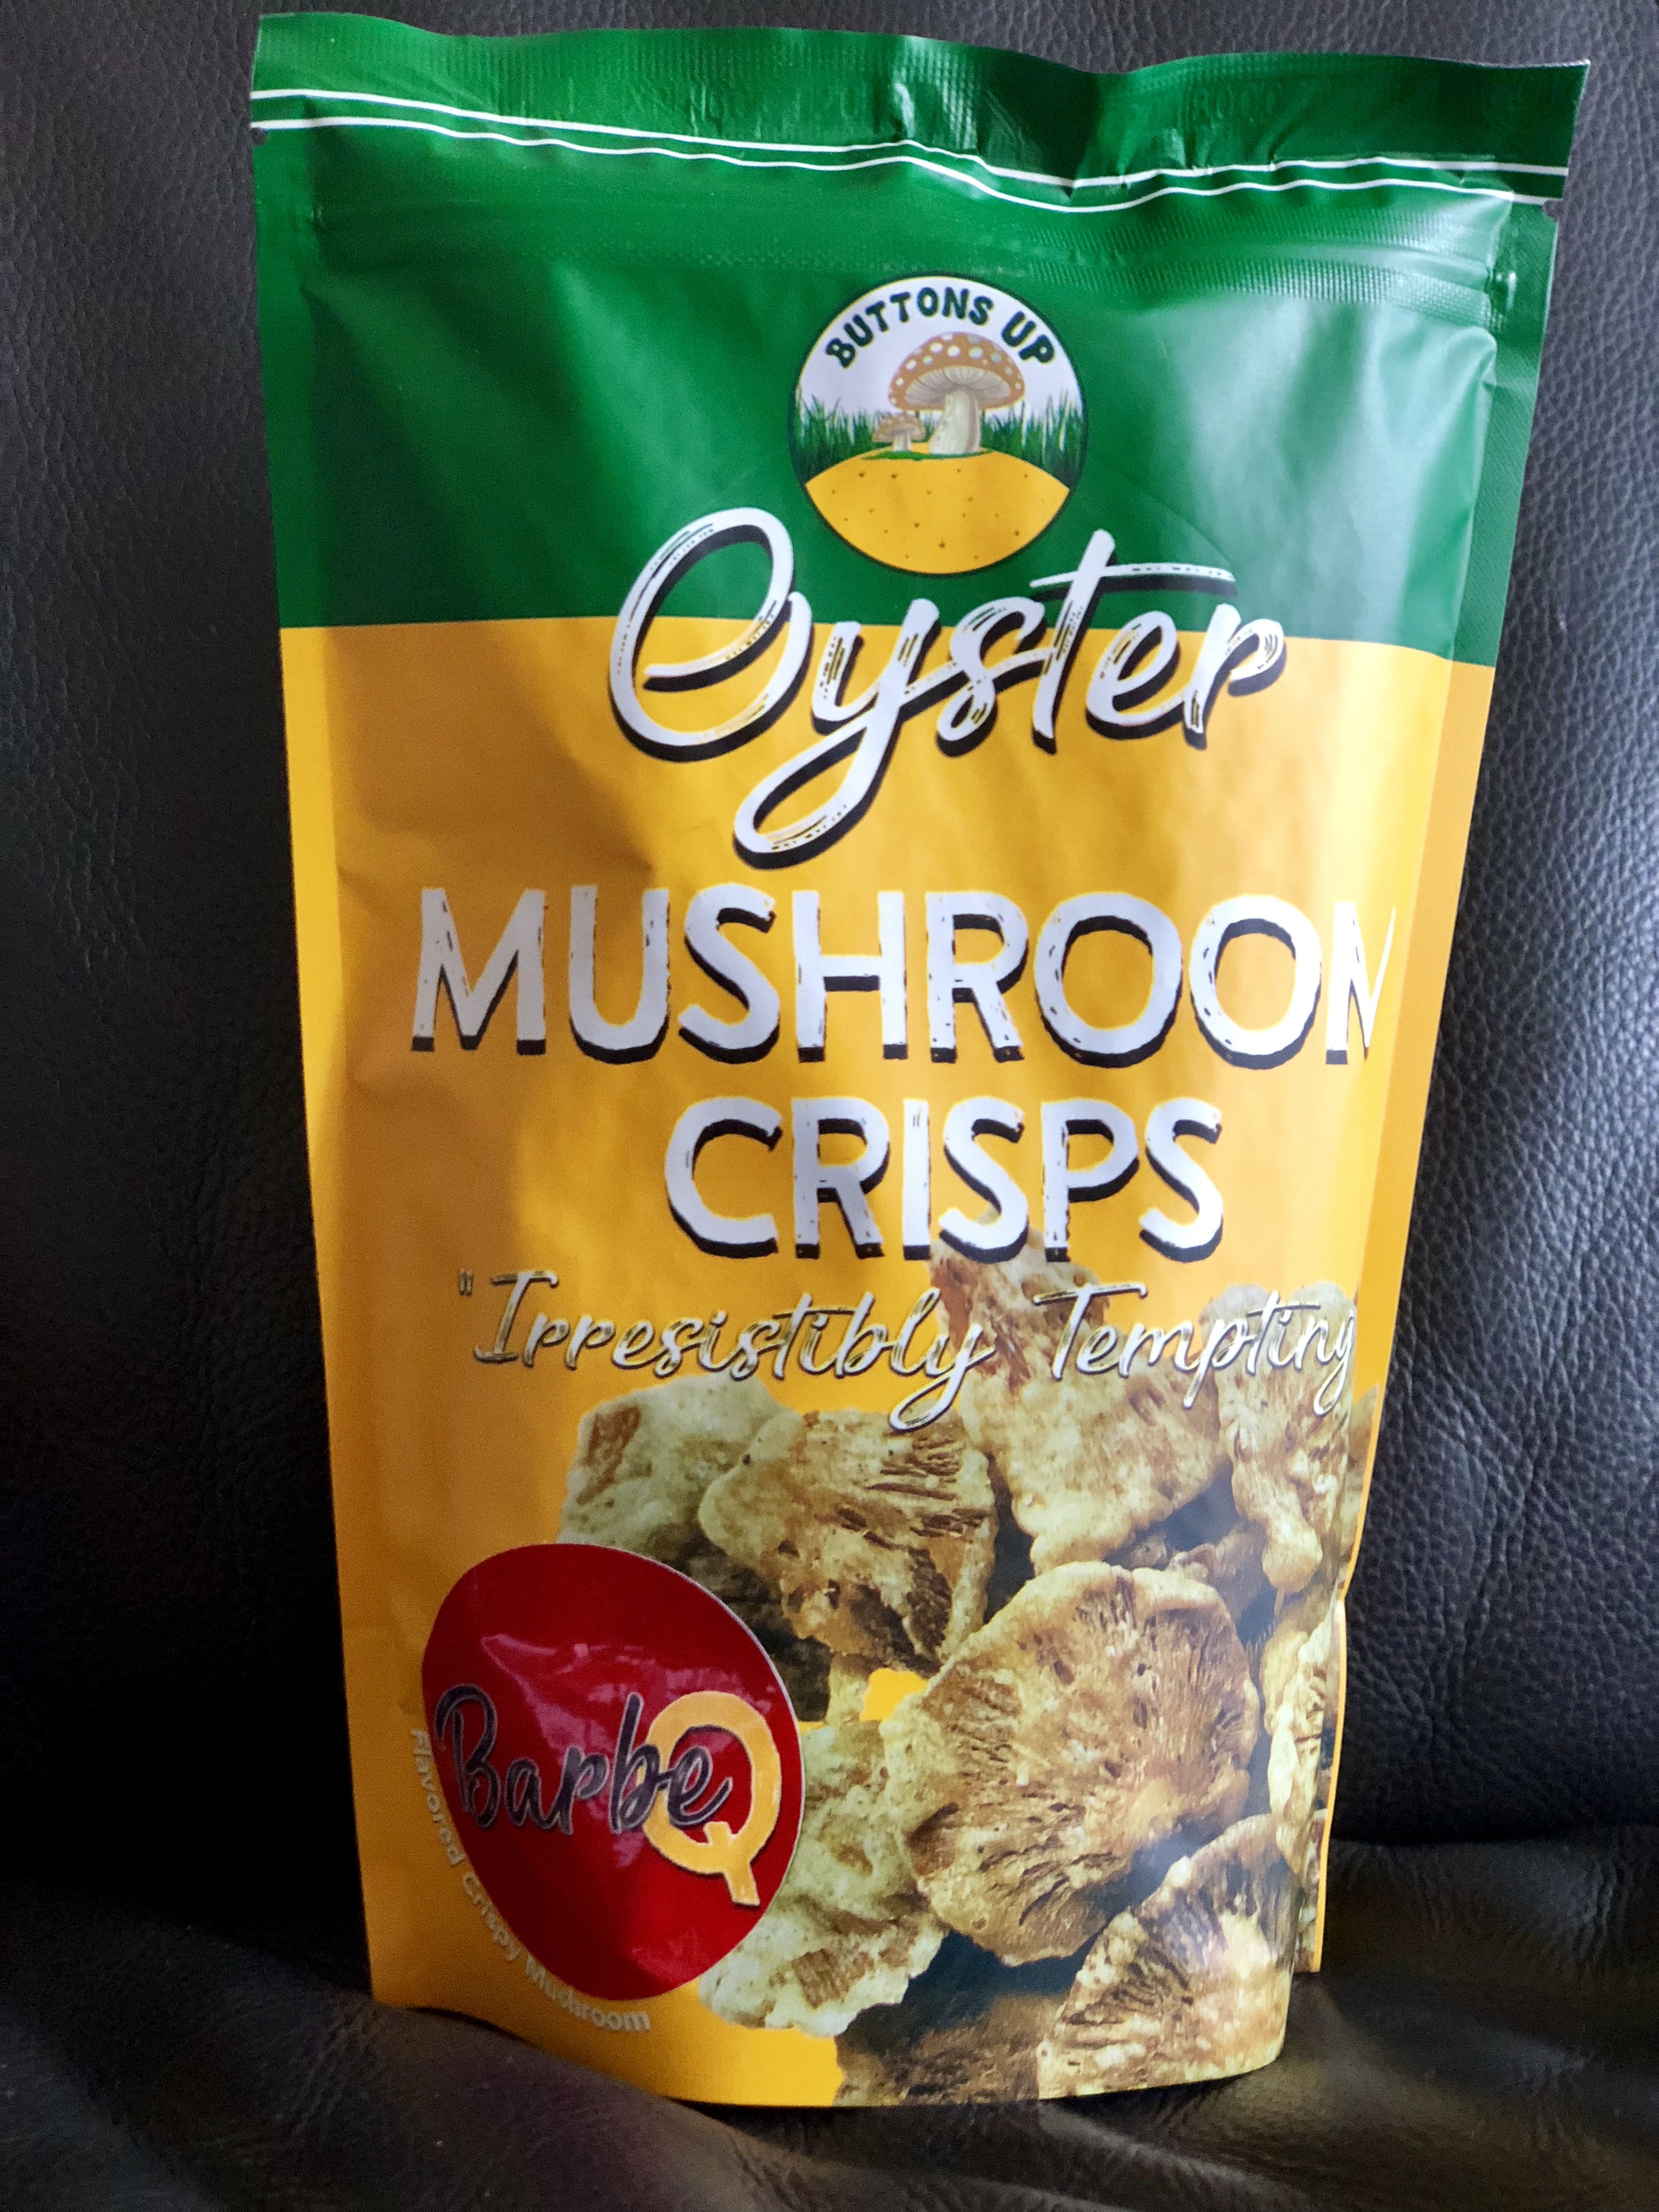 BUTTONS UP
Oyster
MUSHROOM
CRISPS
"Irresistibly Tempting
BarbeQ
Flavored Crispy Mushroom